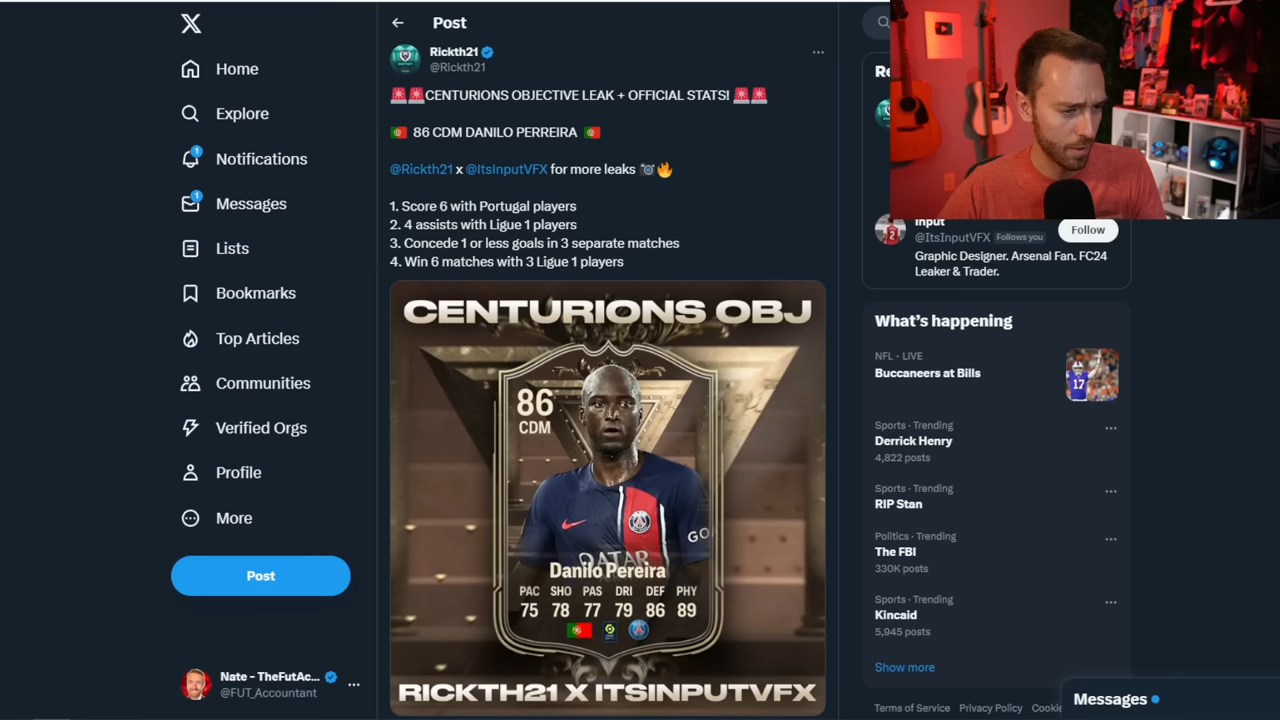 Home
Explore
1
Notifications
1
Messages
Lists
Bookmarks
Top Articles
Communities
Verified Orgs
Profile
More
Post
Nate - TheFutAc...
@FUT_Accountant
Post
Rickth21
@Rickth21
CENTURIONS OBJECTIVE LEAK + OFFICIAL STATS!
86 CDM DANILO PERREIRA
@Rickth21 x @ItsInputVFX for more leaks
1. Score 6 with Portugal players
2. 4 assists with Ligue 1 players
3. Concede 1 or less goals in 3 separate matches
4. Win 6 matches with 3 Ligue 1 players
CENTURIONS OBJ
86
CDM
GO
QATAR
Danilo Pereira
PAC SHO PAS DRI DEF PHY
75 78 77 79 86 89
RICKTH21 X ITSINPUTVFX
Re
Input
@ItsInputVFX Follows you
Follow
Graphic Designer. Arsenal Fan. FC24
Leaker & Trader.
What's happening
NFL · LIVE
Buccaneers at Bills
17
Sports · Trending
Derrick Henry
4,822 posts
Sports · Trending
RIP Stan
Politics · Trending
The FBI
330K posts
Sports · Trending
Kincaid
5,945 posts
Show more
Terms of Service Privacy Policy Cookie
Messages